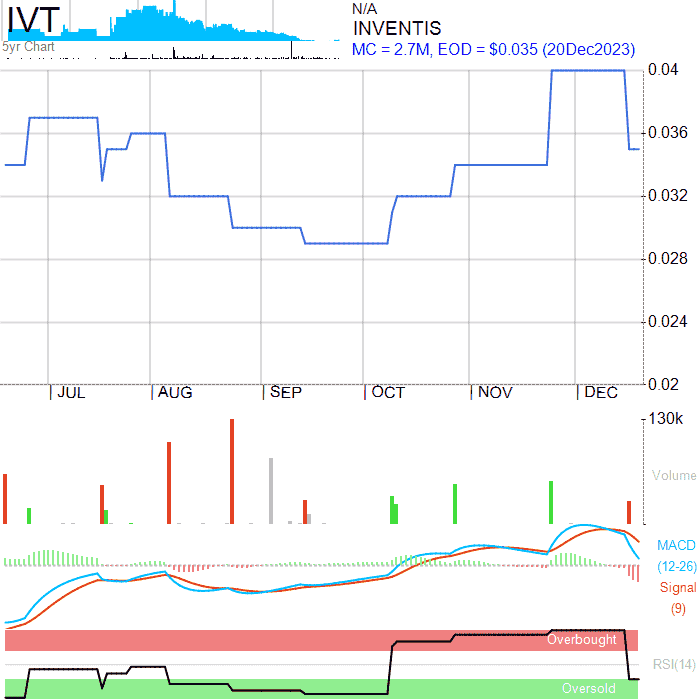 IVT
N/A
INVENTIS
5yr Chart
MC = 2.7M, EOD = $0.035 (20Dec2023)
0.04
0.036
0.032
0.028
0.024
0.02
JUL
AUG
SEP
OCT
NOV
DEC
130k
Volume
MACD
(12-26)
Signal
(9)
Overbought
RSI(14)
Oversold